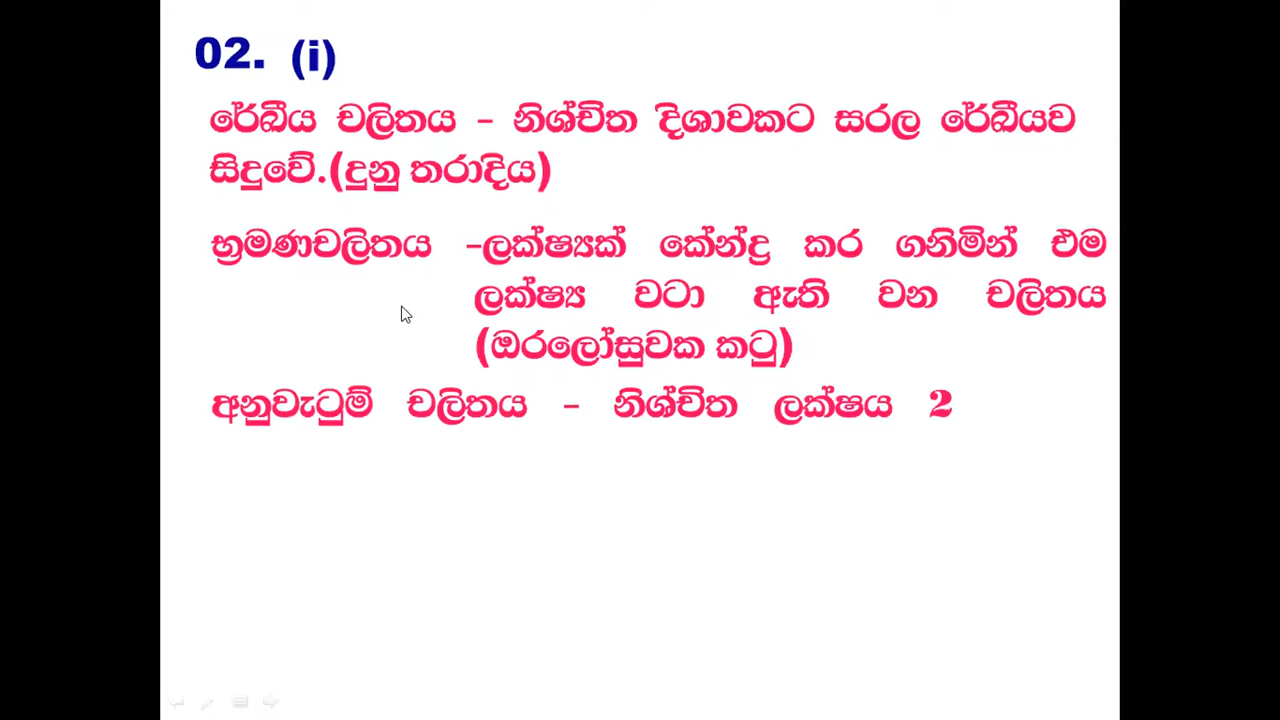 02. (i)
රේඛීය චලිතය - නිශ්චිත දිශාවකට සරල රේඛීයව
සිදුවේ.(දුනු තරාදිය)
භ්‍රමණචලිතය -ලක්ෂ්‍යක් කේන්ද්‍ර කර ගනිමින් එම
ලක්ෂ්‍ය වටා ඇති වන චලිතය
(ඔරලෝසුවක කටු)
අනුවැටුම් චලිතය - නිශ්චිත ලක්ෂය 2